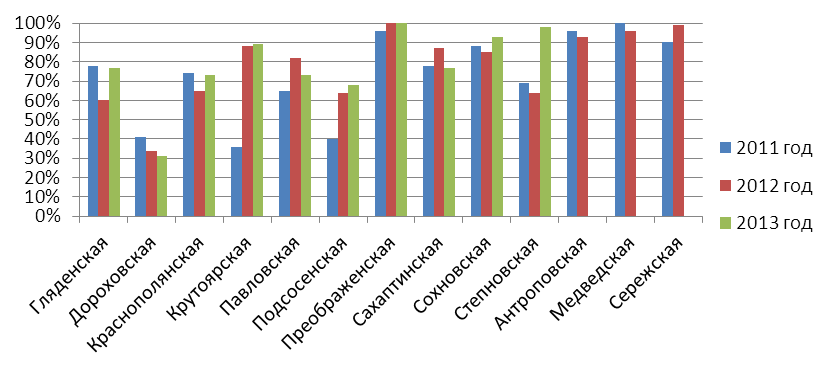 100%
90%
80%
70%
60%
50%
40%
30%
20%
10%
0%
Гляденская
Дороховская
Краснополянская
Крутоярская
Павловская
Подсосенская
Преображенская
Сахаптинская
Сохновская
Степновская
Антроповская
Медведская
Сережская
2011 год
2012 год
2013 год